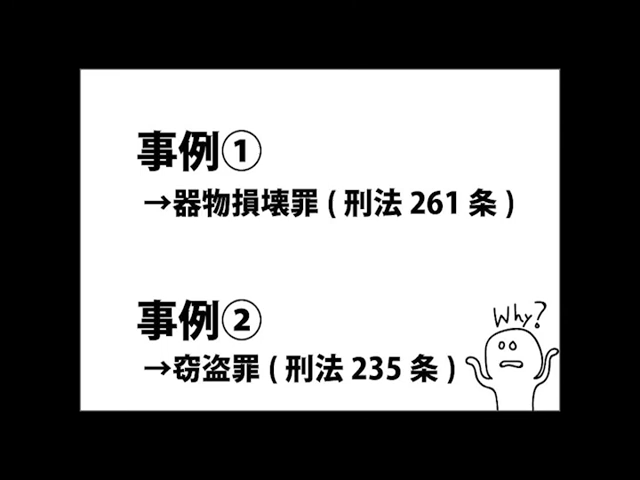 事例①
→器物損壊罪 ( 刑法 261 条 )
事例②
Why?
→窃盗罪 ( 刑法 235 条 )